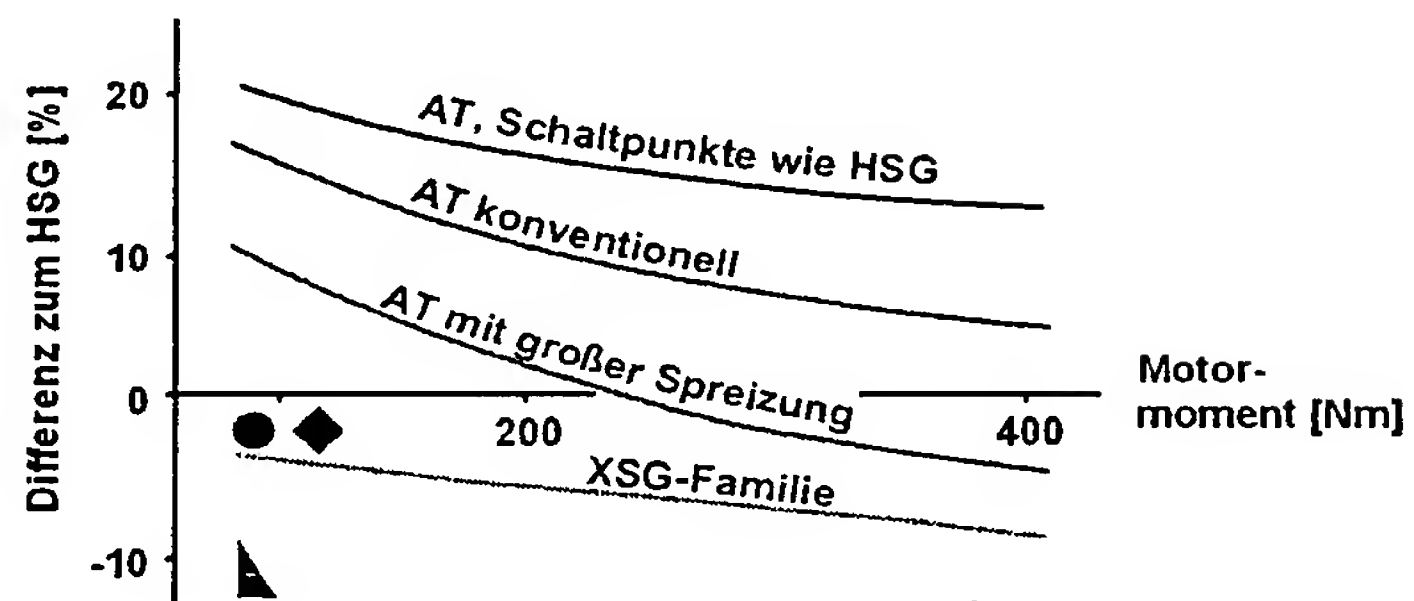 Differenz zum HSG [%]
20
AT, Schaltpunkte wie HSG
AT konventionell
10
AT mit großer Spreizung
Motor-
moment [Nm]
0
200
400
XSG-Familie
-10